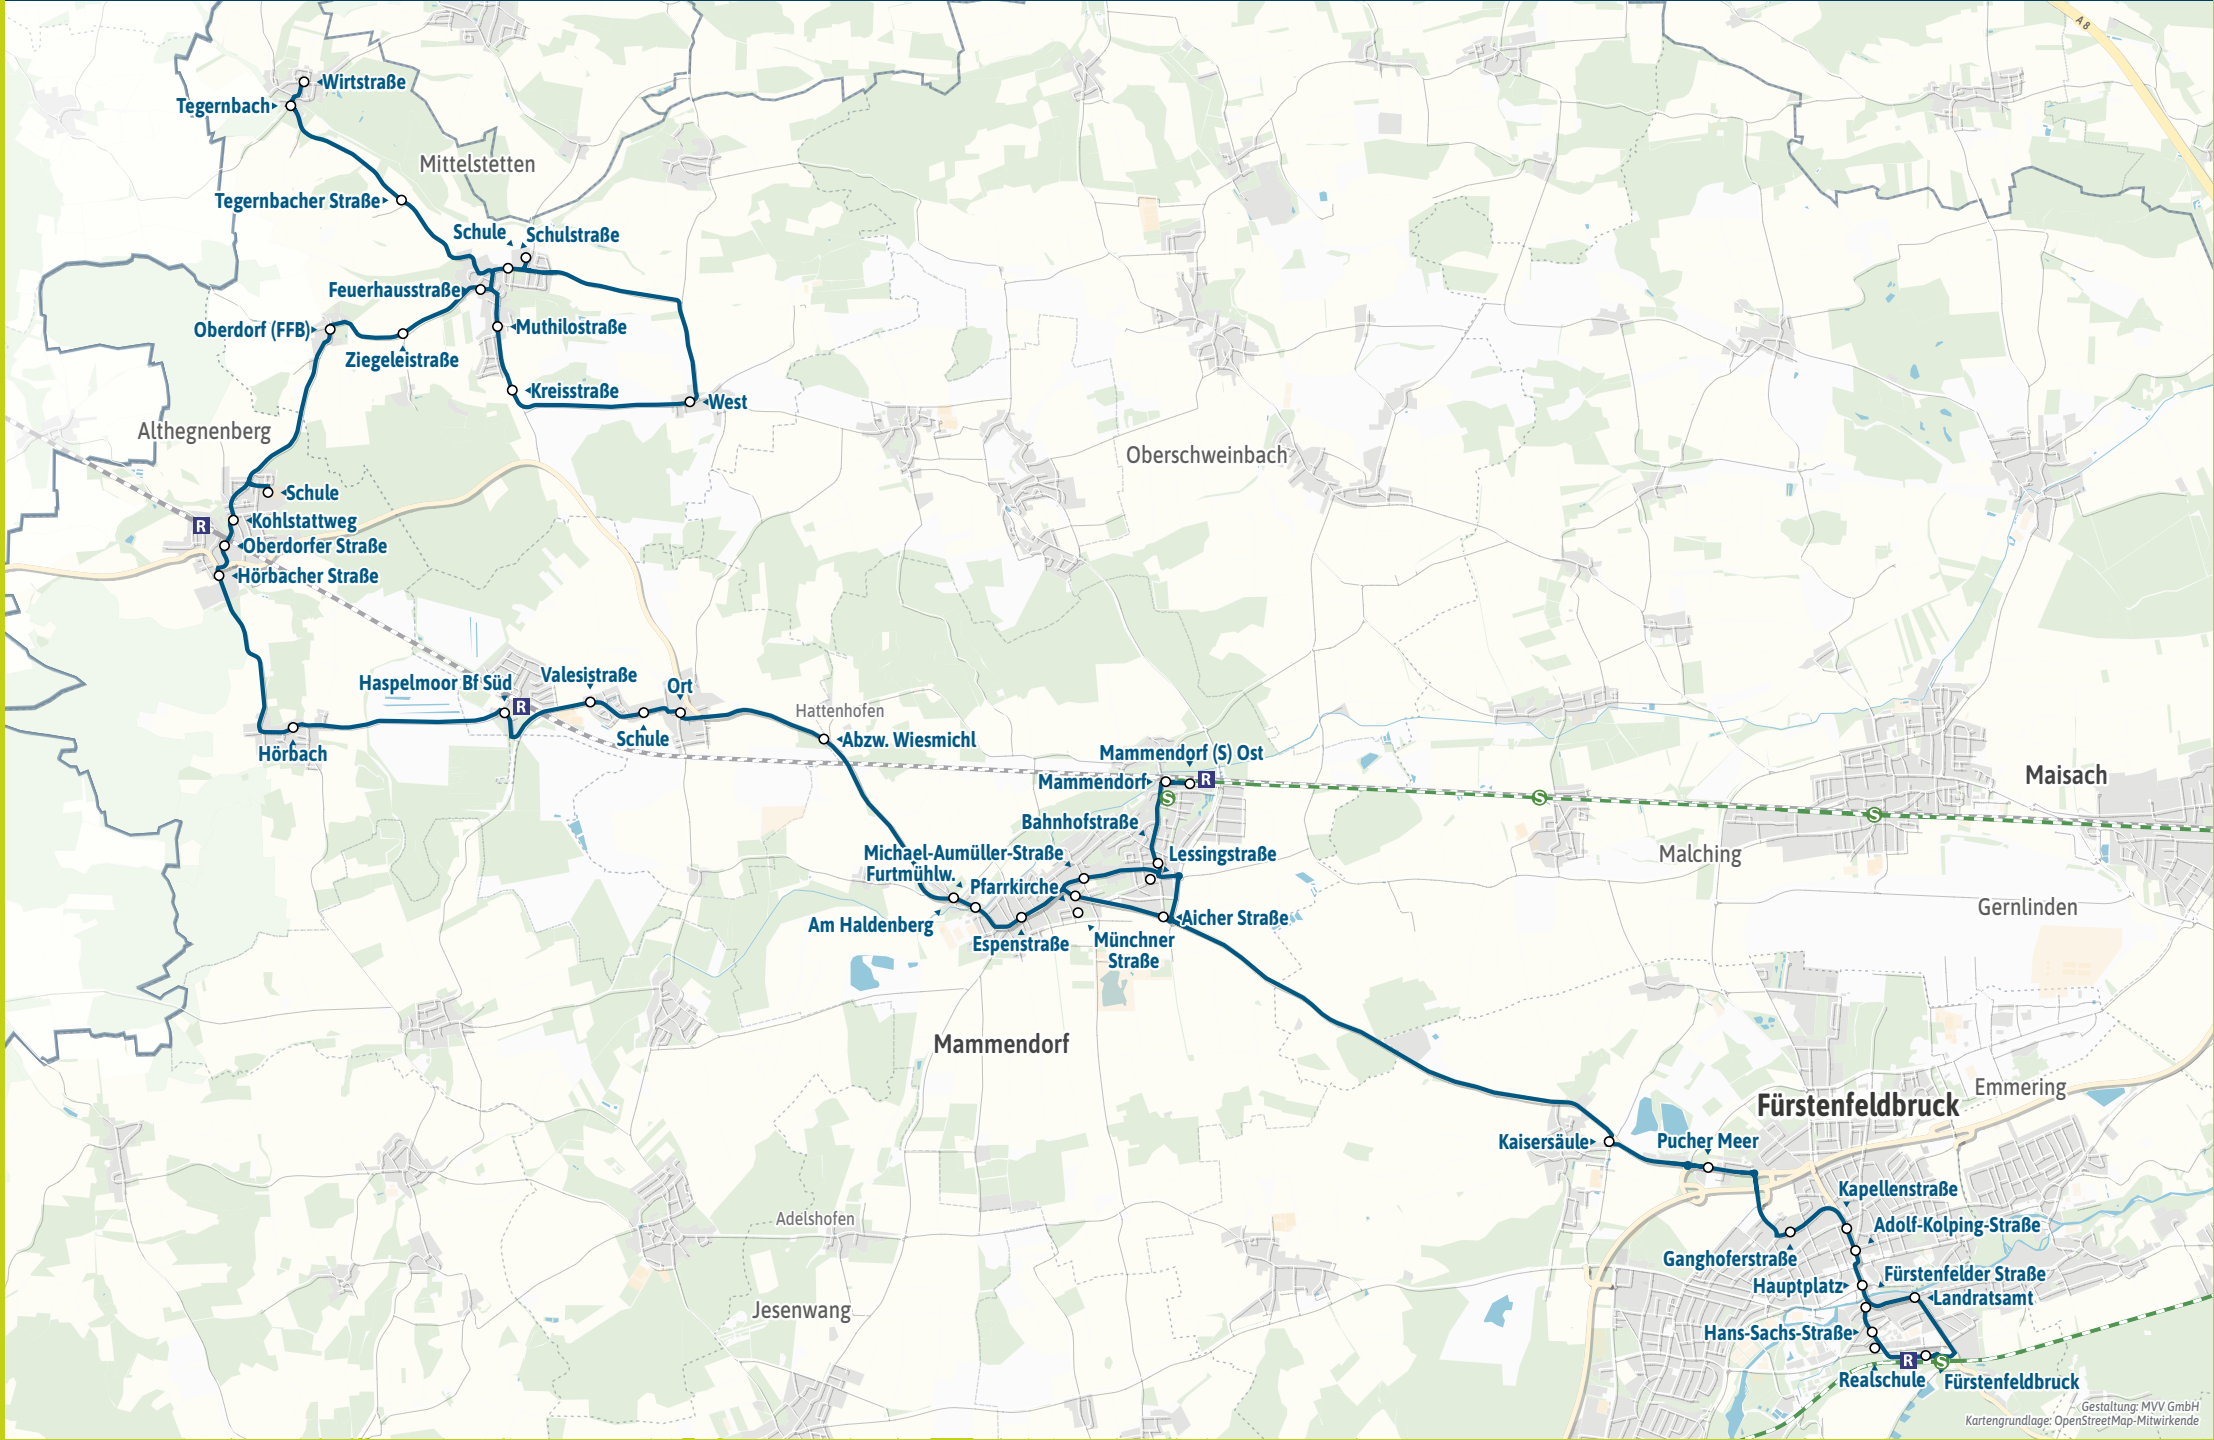 A8
Wirtstraße
Tegernbach
Mittelstetten
Tegernbacher Straße
Schule
Schulstraße
Feuerhausstraße
Oberdorf (FFB)
Muthilostraße
Ziegeleistraße
Kreisstraße
West
Althegnenberg
Oberschweinbach
Schule
Kohlstattweg
R
Oberdorfer Straße
Hörbacher Straße
Haspelmoor Bf Süd
R
Valesistraße
Ort
Hattenhofen
Schule
Abzw. Wiesmichl
Hörbach
Mammendorf (S) Ost
Mammendorf
R
S
S
S
Maisach
Bahnhofstraße
Michael-Aumüller-Straße
Lessingstraße
Malching
Furtmühlw.
Pfarrkirche
Gernlinden
Am Haldenberg
Aicher Straße
Espenstraße
Münchner
Straße
Mammendorf
Emmering
Fürstenfeldbruck
Kaisersäule
Pucher Meer
Kapellenstraße
Adelshofen
Adolf-Kolping-Straße
Ganghoferstraße
Fürstenfelder Straße
Hauptplatz
Landratsamt
Jesenwang
Hans-Sachs-Straße
R
S
Realschule
Fürstenfeldbruck
Gestaltung: MVV GmbH
Kartengrundlage: OpenStreetMap-Mitwirkende